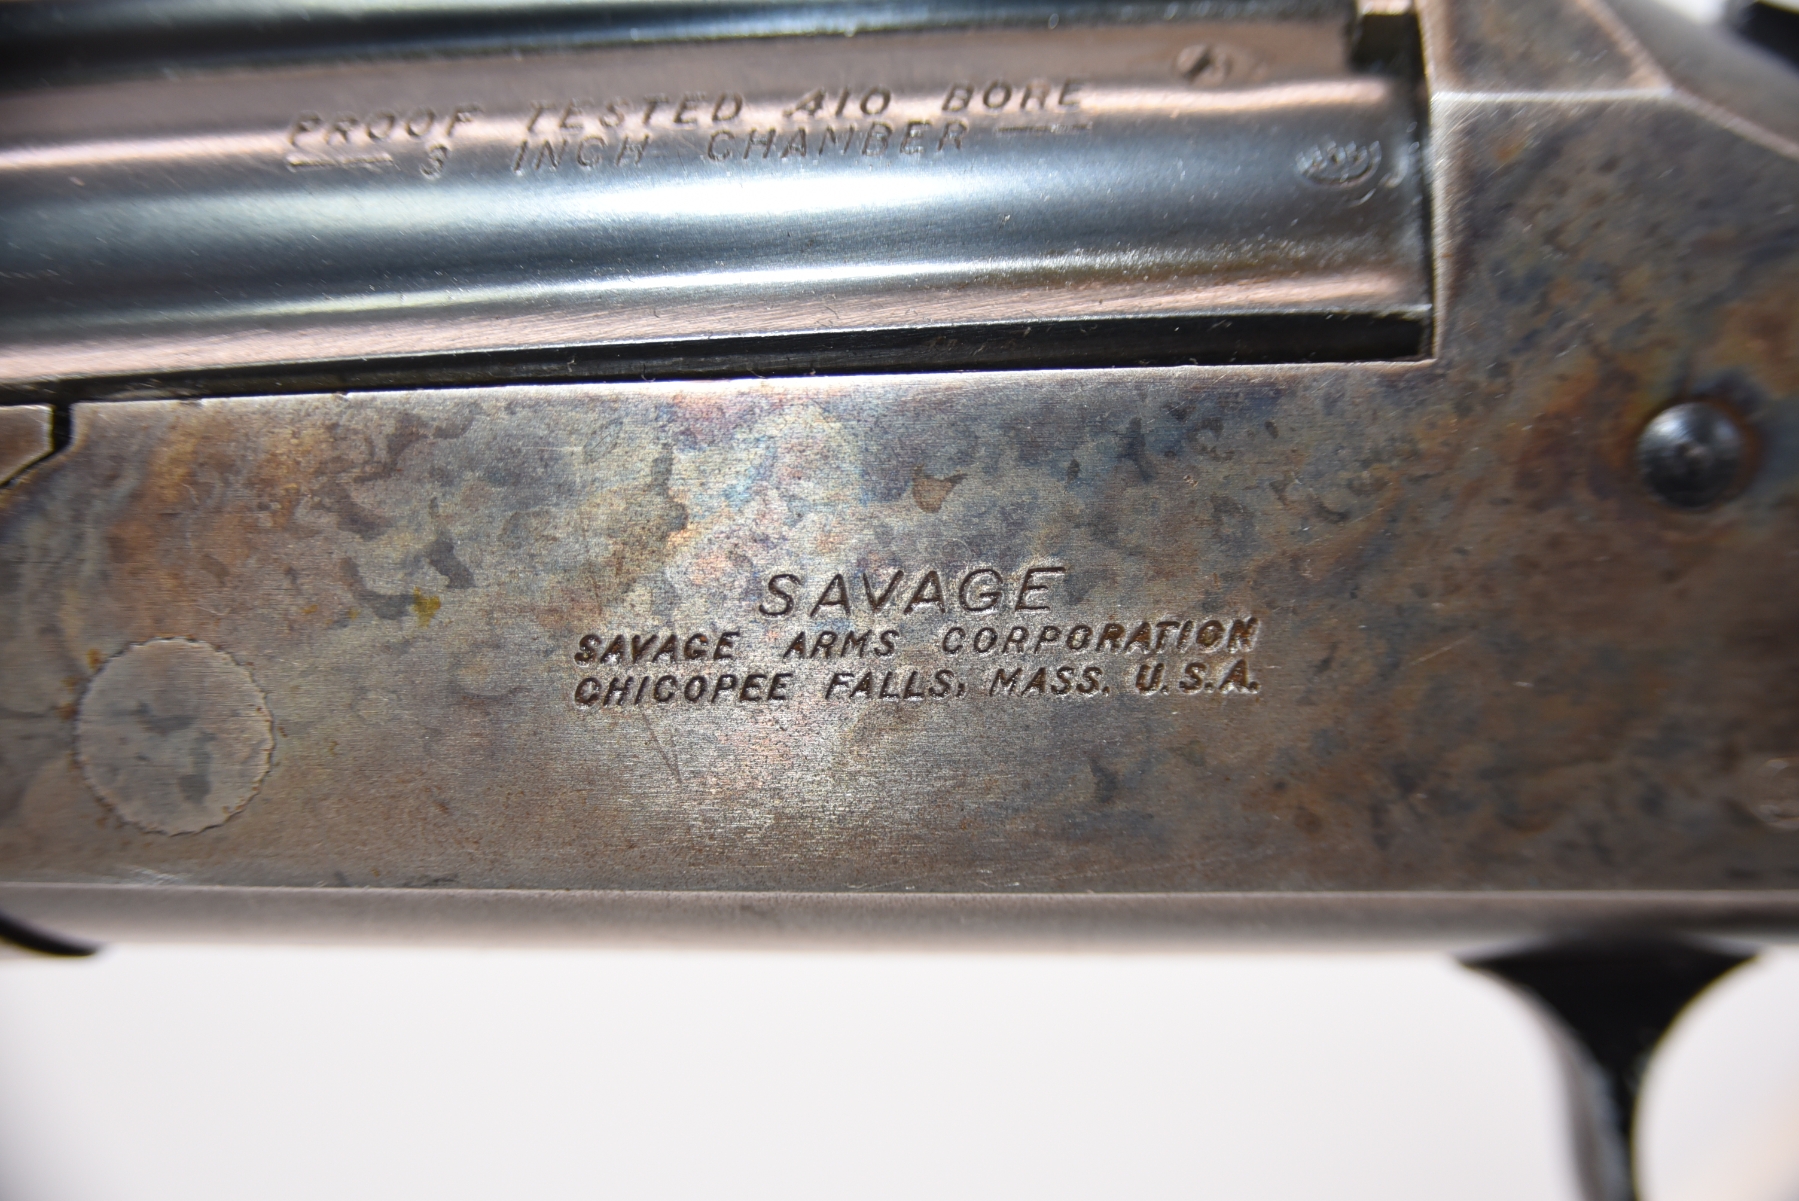 PROOF TESTED 410 BORE
3 INCH CHAMBER
SAVAGE
SAVAGE ARMS CORPORATION
CHICOPEE FALLS, MASS. U.S.A.